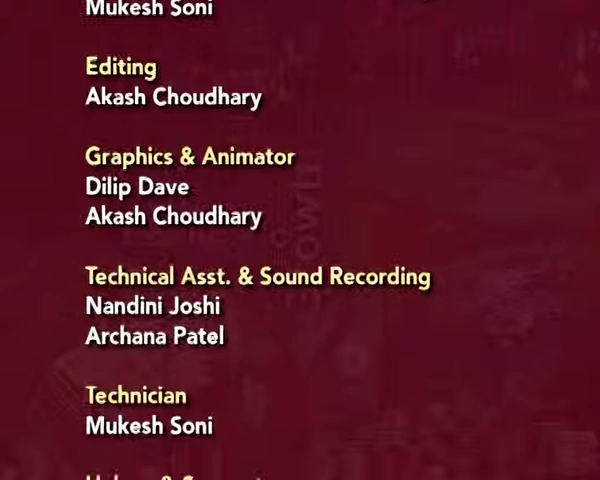 Mukesh Soni
Editing
Akash Choudhary
Graphics & Animator
Dilip Dave
Akash Choudhary
Technical Asst. & Sound Recording
Nandini Joshi
Archana Patel
Technician
Mukesh Soni